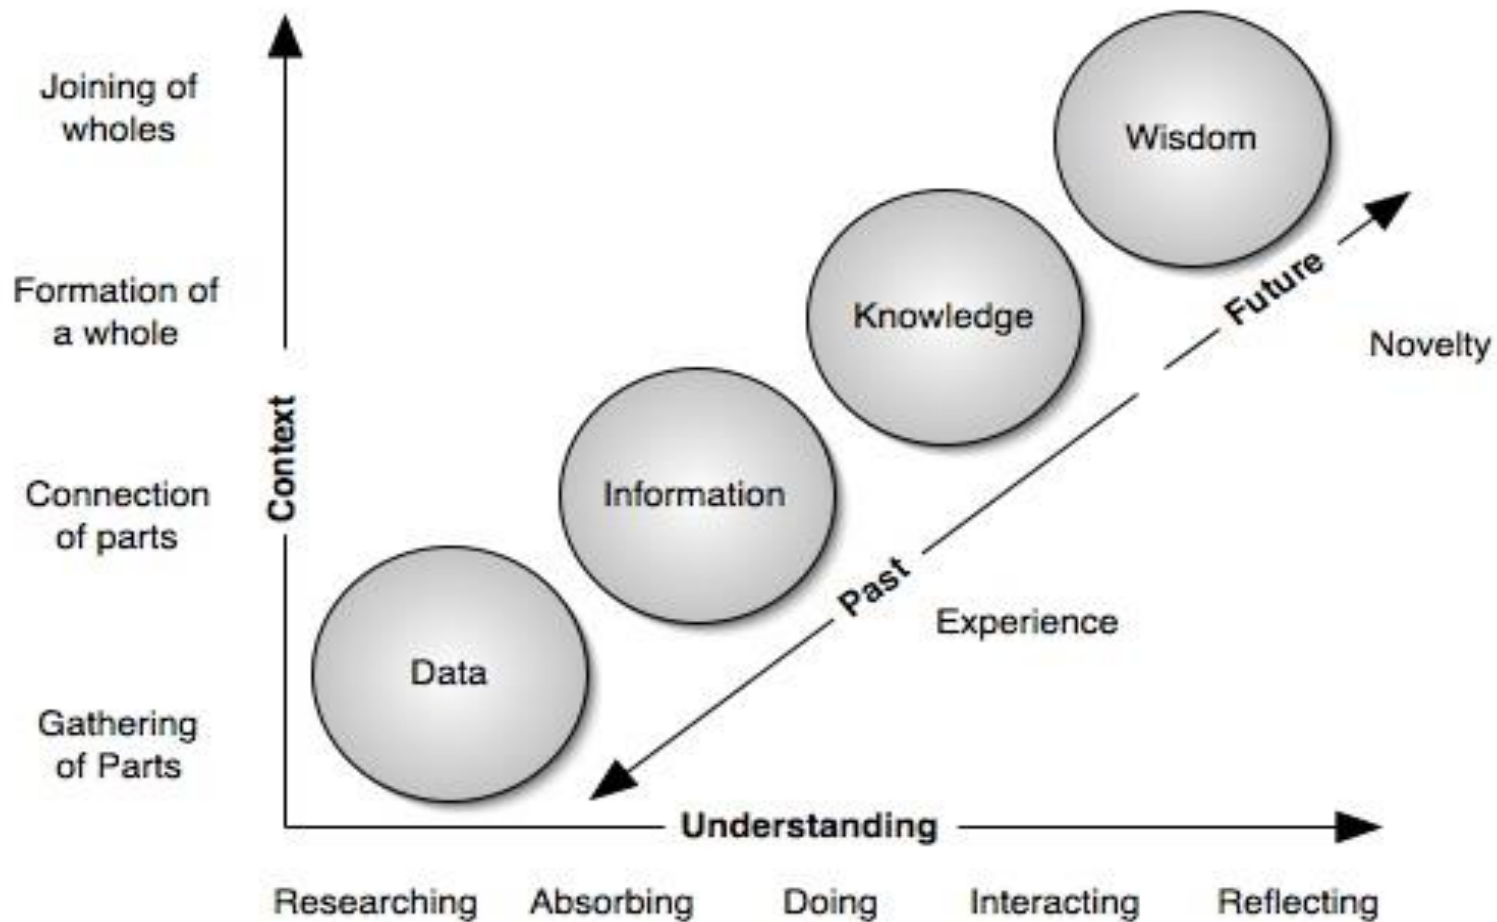 Joining of
wholes
Wisdom
Future
Formation of
a whole
Knowledge
Novelty
Context
Connection
of parts
Information
Past
Experience
Data
Gathering
of Parts
Understanding
Researching Absorbing Doing Interacting Reflecting